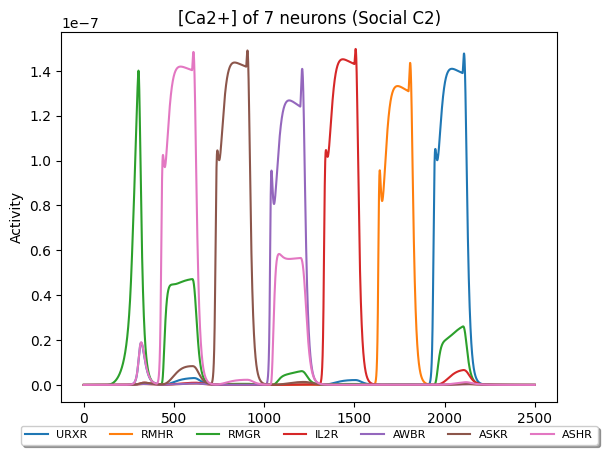 [Ca2+] of 7 neurons (Social C2)
1e−7
1.4
1.2
1.0
0.8
0.6
0.4
0.2
0.0
Activity
0 500 1000 1500 2000 2500
URXR RMHR RMGR IL2R AWBR ASKR ASHR